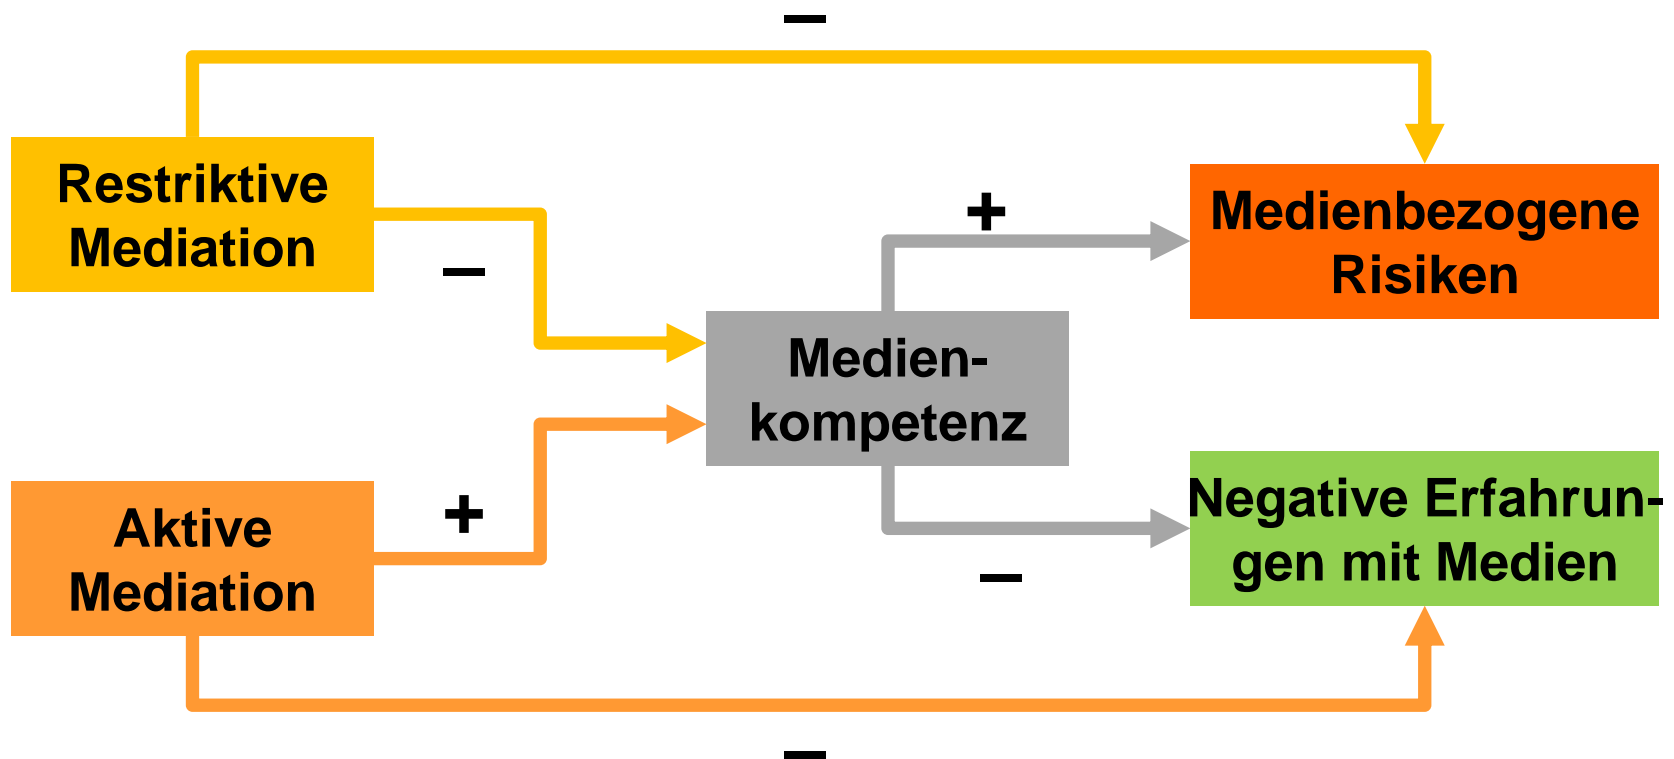 –
Restriktive
Mediation
–
+
Medienbezogene
Risiken
Medien-
kompetenz
Aktive
Mediation
+
–
Negative Erfahrun-
gen mit Medien
–